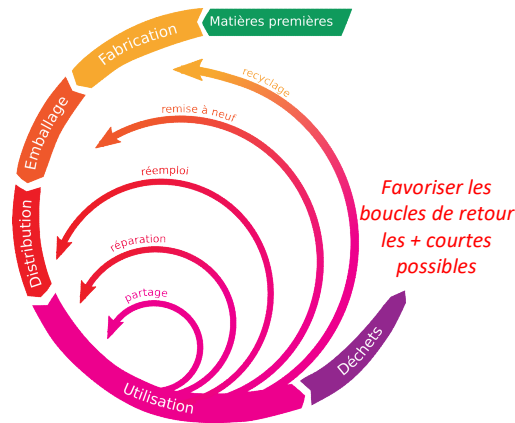 Matières premières
Fabrication
Emballage
Distribution
Utilisation
Déchets
recyclage
remise à neuf
réemploi
réparation
partage
Favoriser les
boucles de retour
les + courtes
possibles